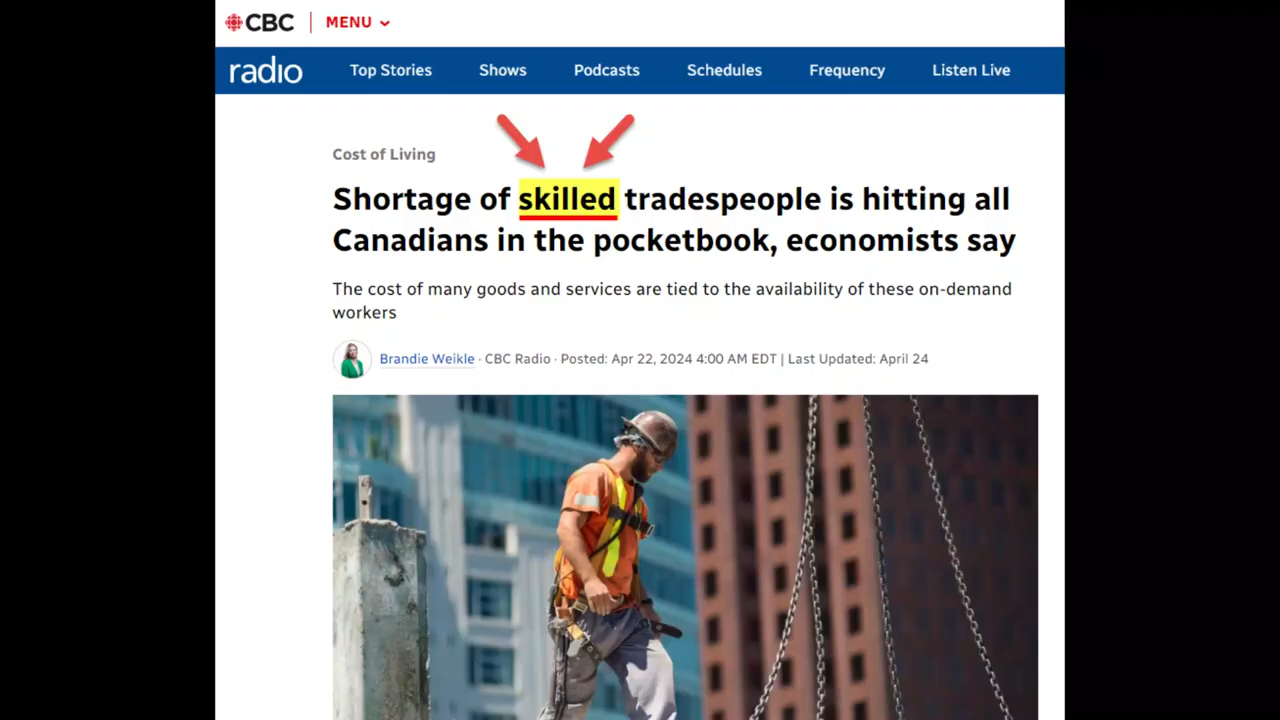 CBC MENU
radio Top Stories Shows Podcasts Schedules Frequency Listen Live
Cost of Living
Shortage of skilled tradespeople is hitting all
Canadians in the pocketbook, economists say
The cost of many goods and services are tied to the availability of these on-demand
workers
Brandie Weikle · CBC Radio · Posted: Apr 22, 2024 4:00 AM EDT | Last Updated: April 24